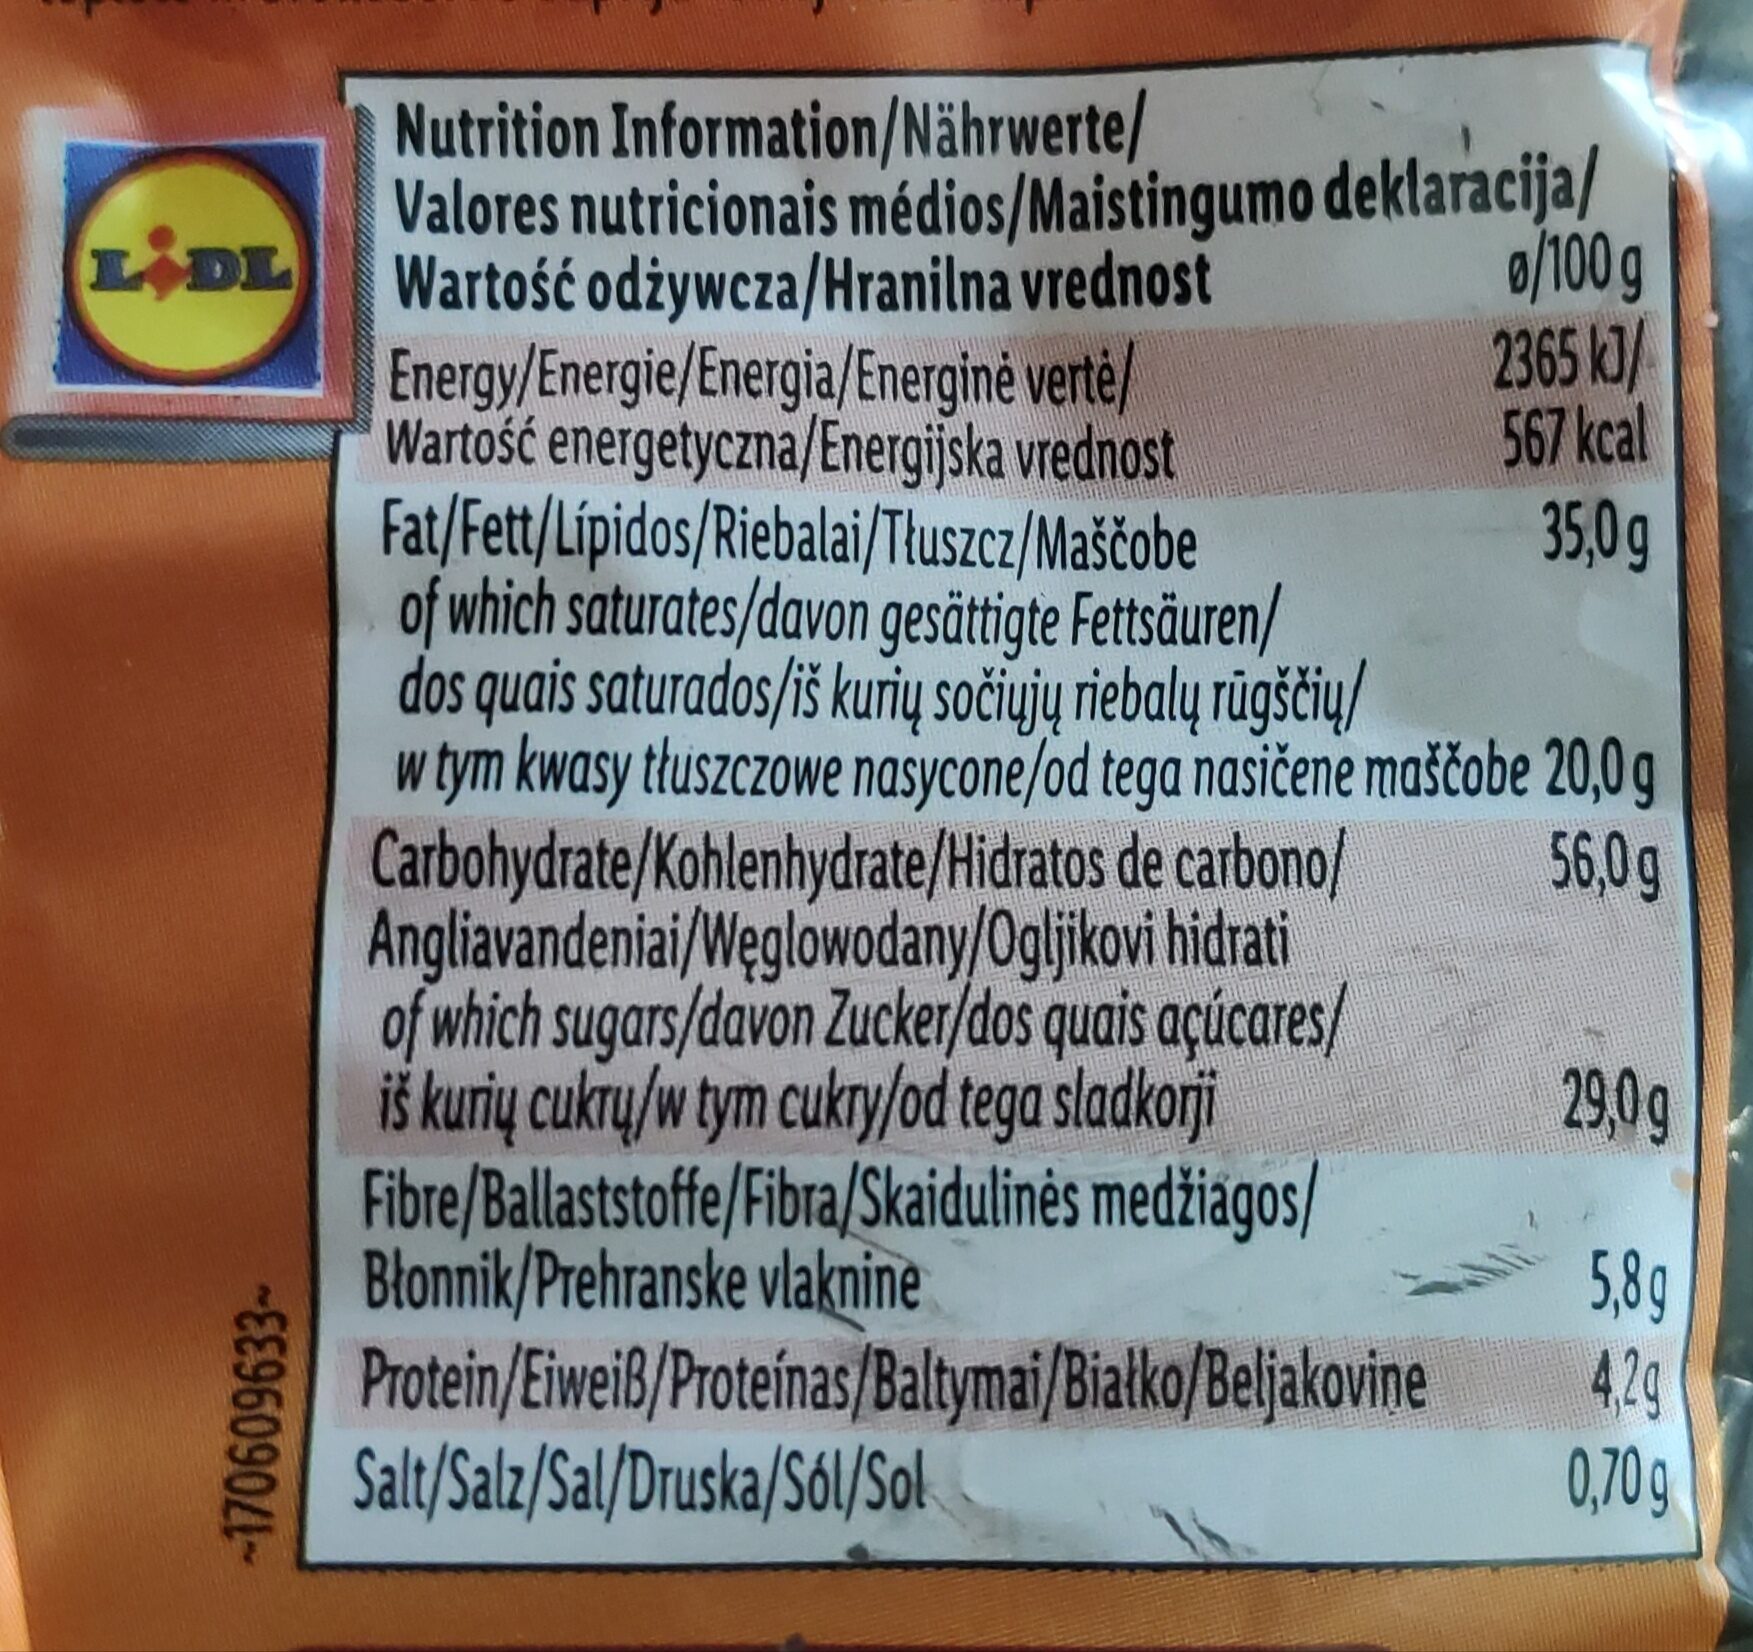 LIDL
Nutrition Information/Nährwerte/
Valores nutricionais médios/Maistingumo deklaracija/
Wartość odżywcza/Hranilna vrednost ø/100 g
Energy/Energie/Energia/Energinė vertė/ 2365 kJ/
Wartość energetyczna/Energijska vrednost 567 kcal
Fat/Fett/Lípidos/Riebalai/Tłuszcz/Maščobe 35,0 g
of which saturates/davon gesättigte Fettsäuren/
dos quais saturados/iš kurių sočiųjų riebalų rūgščių/
w tym kwasy tłuszczowe nasycone/od tega nasičene maščobe 20,0 g
Carbohydrate/Kohlenhydrate/Hidratos de carbono/ 56,0 g
Angliavandeniai/Węglowodany/Ogljikovi hidrati
of which sugars/davon Zucker/dos quais açúcares/
iš kurių cukrų/w tym cukry/od tega sladkorji 29,0 g
Fibre/Ballaststoffe/Fibra/Skaidulinės medžiagos/
Błonnik/Prehranske vlaknine 5,8 g
Protein/Eiweiß/Proteínas/Baltymai/Białko/Beljakovine 4,2 g
Salt/Salz/Sal/Druska/Sól/Sol 0,70 g
~170609633~